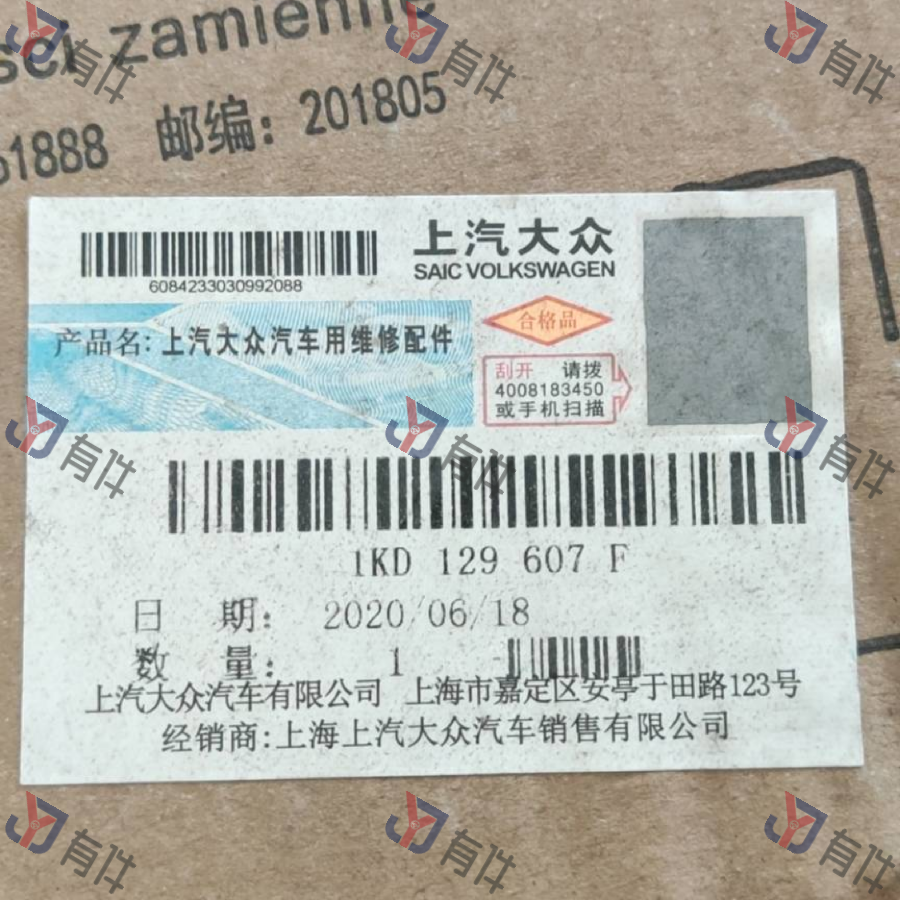 ści zamienne
61888 邮编: 201805
上汽大众
SAIC VOLKSWAGEN
6084233030992088
合格品
产品名: 上汽大众汽车用维修配件
刮开 请拨
4008183450
或手机扫描
1KD 129 607 F
日 期: 2020/06/18
数 量: 1
上汽大众汽车有限公司 上海市嘉定区安亭于田路123号
经销商:上海上汽大众汽车销售有限公司
有件